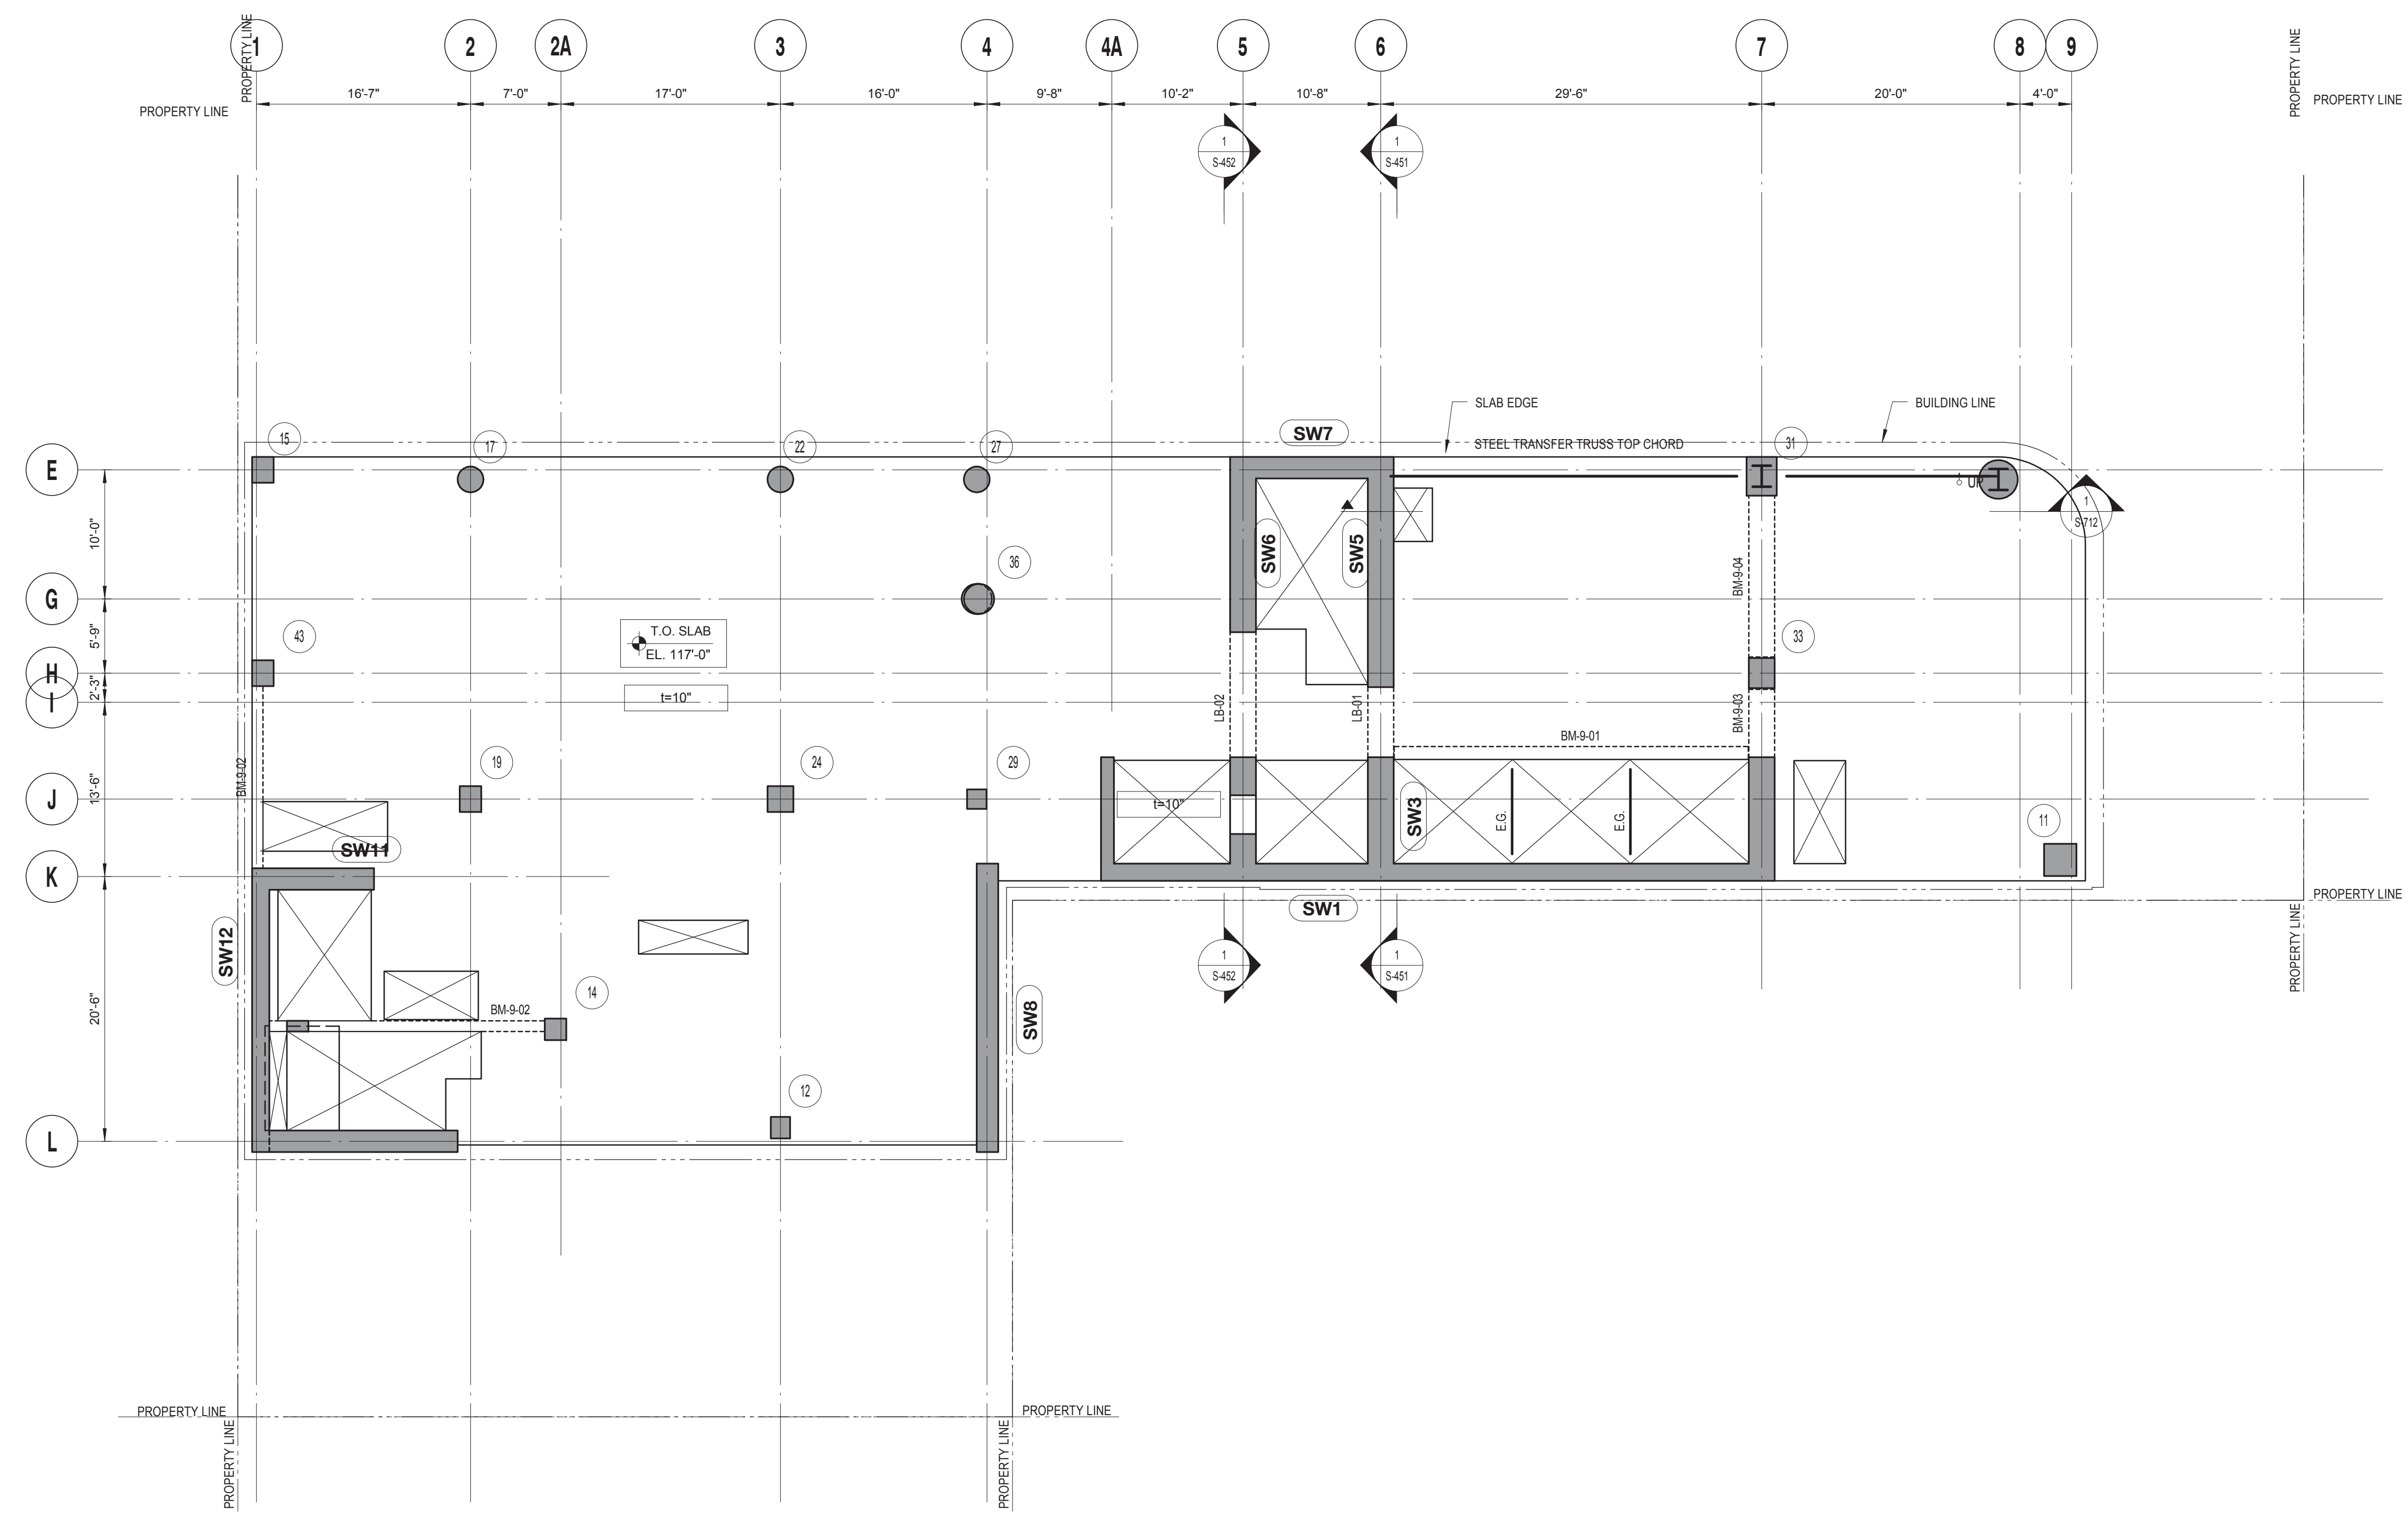 1 2 2A 3 4 4A 5 6 7 8 9
PROPERTY LINE
PROPERTY LINE
PROPERTY LINE
PROPERTY LINE
16'-7" 7'-0" 17'-0" 16'-0" 9'-8" 10'-2" 10'-8" 29'-6" 20'-0" 4'-0"
1
S-452
1
S-451
SLAB EDGE
BUILDING LINE
SW7
STEEL TRANSFER TRUSS TOP CHORD
15
17
22
27
31
E
UP
1
S-712
10'-0"
SW6
SW5
36
BM-9-04
G
5'-9"
43
T.O. SLAB
EL. 117'-0"
33
H
2'-3"
t=10"
I
LB-02
LB-01
BM-9-03
BM-9-01
19
24
29
BM-9-02
13'-6"
J
t=10"
SW3
E.G.
E.G.
11
SW11
K
PROPERTY LINE
SW1
SW12
PROPERTY LINE
1
S-452
1
S-451
20'-6"
14
BM-9-02
SW8
12
L
PROPERTY LINE
PROPERTY LINE
PROPERTY LINE
PROPERTY LINE